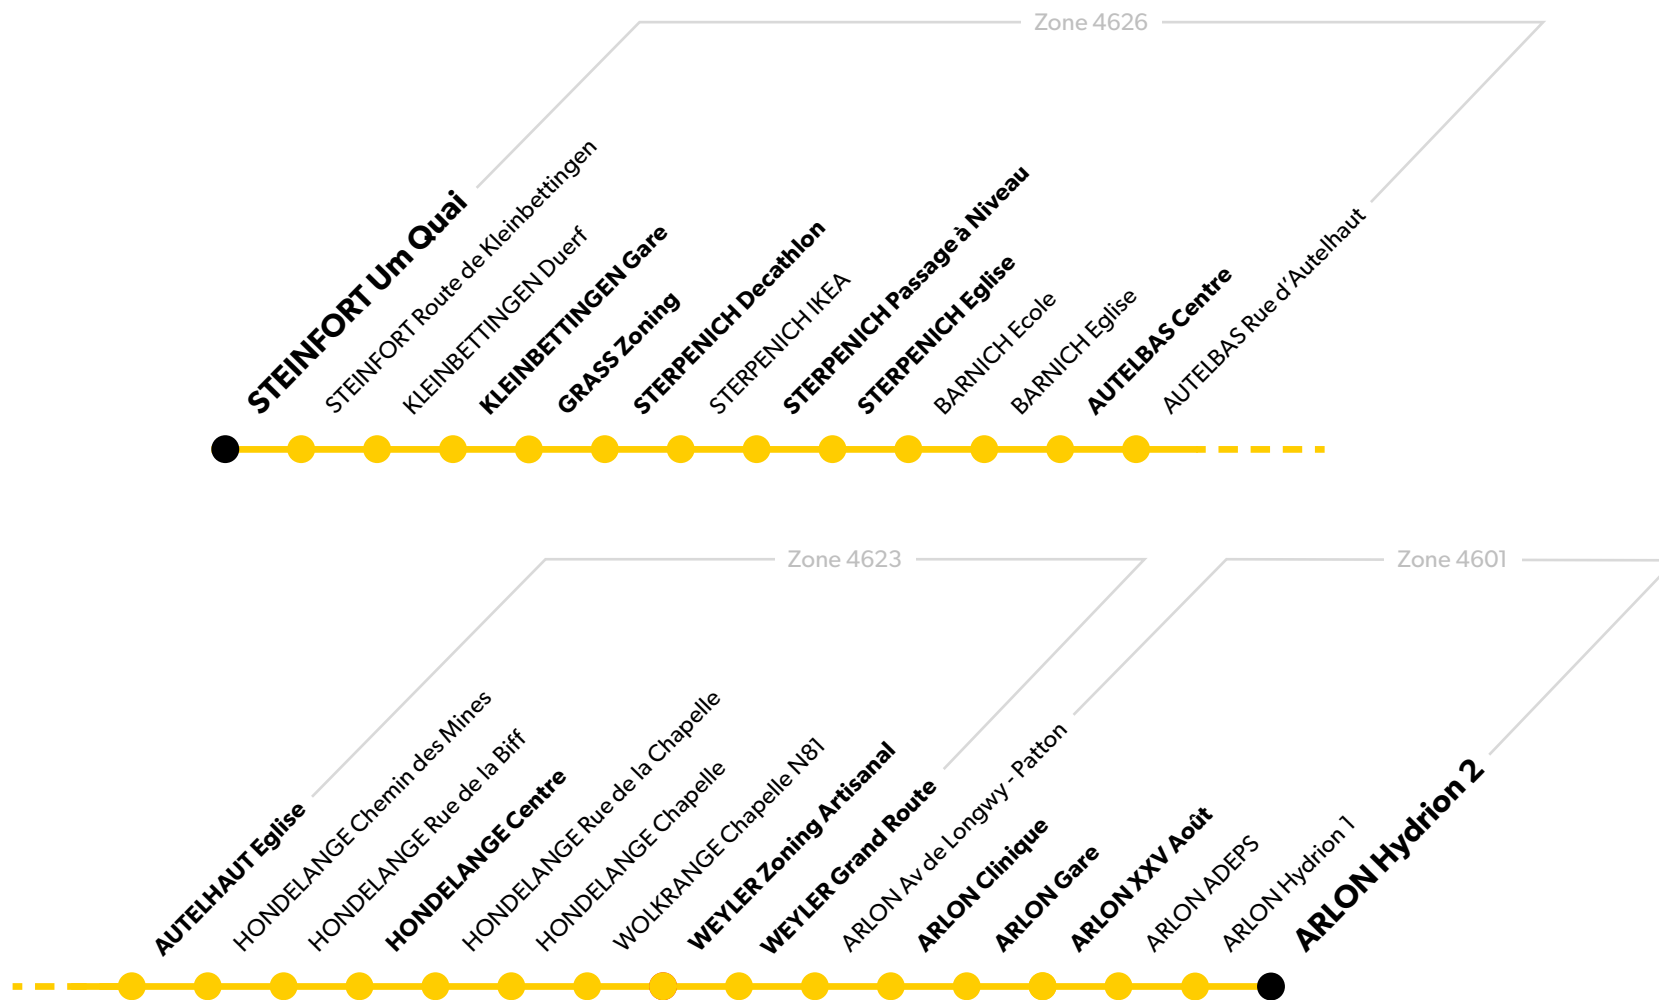 Zone 4626
STEINFORT Um Quai
STEINFORT Route de Kleinbettingen
KLEINBETTINGEN Duerf
KLEINBETTINGEN Gare
GRASS Zoning
STERPENICH Decathlon
STERPENICH IKEA
STERPENICH Passage à Niveau
STERPENICH Eglise
BARNICH Ecole
BARNICH Eglise
AUTELBAS Centre
AUTELBAS Rue d'Autelhaut
Zone 4623
Zone 4601
AUTELHAUT Eglise
HONDELANGE Chemin des Mines
HONDELANGE Rue de la Biff
HONDELANGE Centre
HONDELANGE Rue de la Chapelle
HONDELANGE Chapelle
WOLKRANGE Chapelle N81
WEYLER Zoning Artisanal
WEYLER Grand Route
ARLON Av de Longwy - Patton
ARLON Clinique
ARLON Gare
ARLON XXV Août
ARLON ADEPS
ARLON Hydrion 1
ARLON Hydrion 2